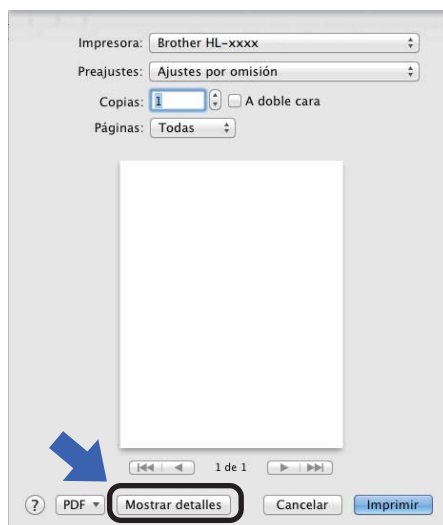 Impresora: Brother HL-xxxx
Preajustes: Ajustes por omisión
Copias: 1 A doble cara
Páginas: Todas
1 de 1
? PDF Mostrar detalles Cancelar Imprimir